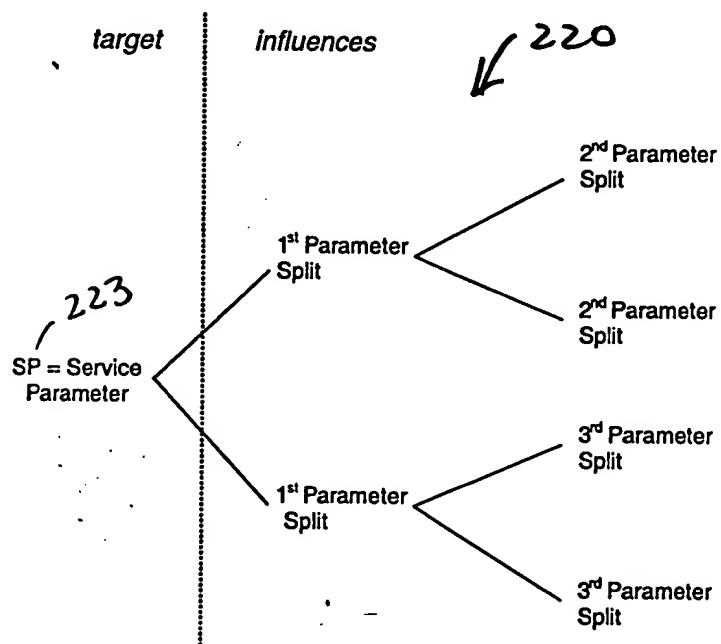 target
influences
220
2nd Parameter
Split
1st Parameter
Split
2nd Parameter
Split
223
SP = Service
Parameter
3rd Parameter
Split
1st Parameter
Split
3rd Parameter
Split